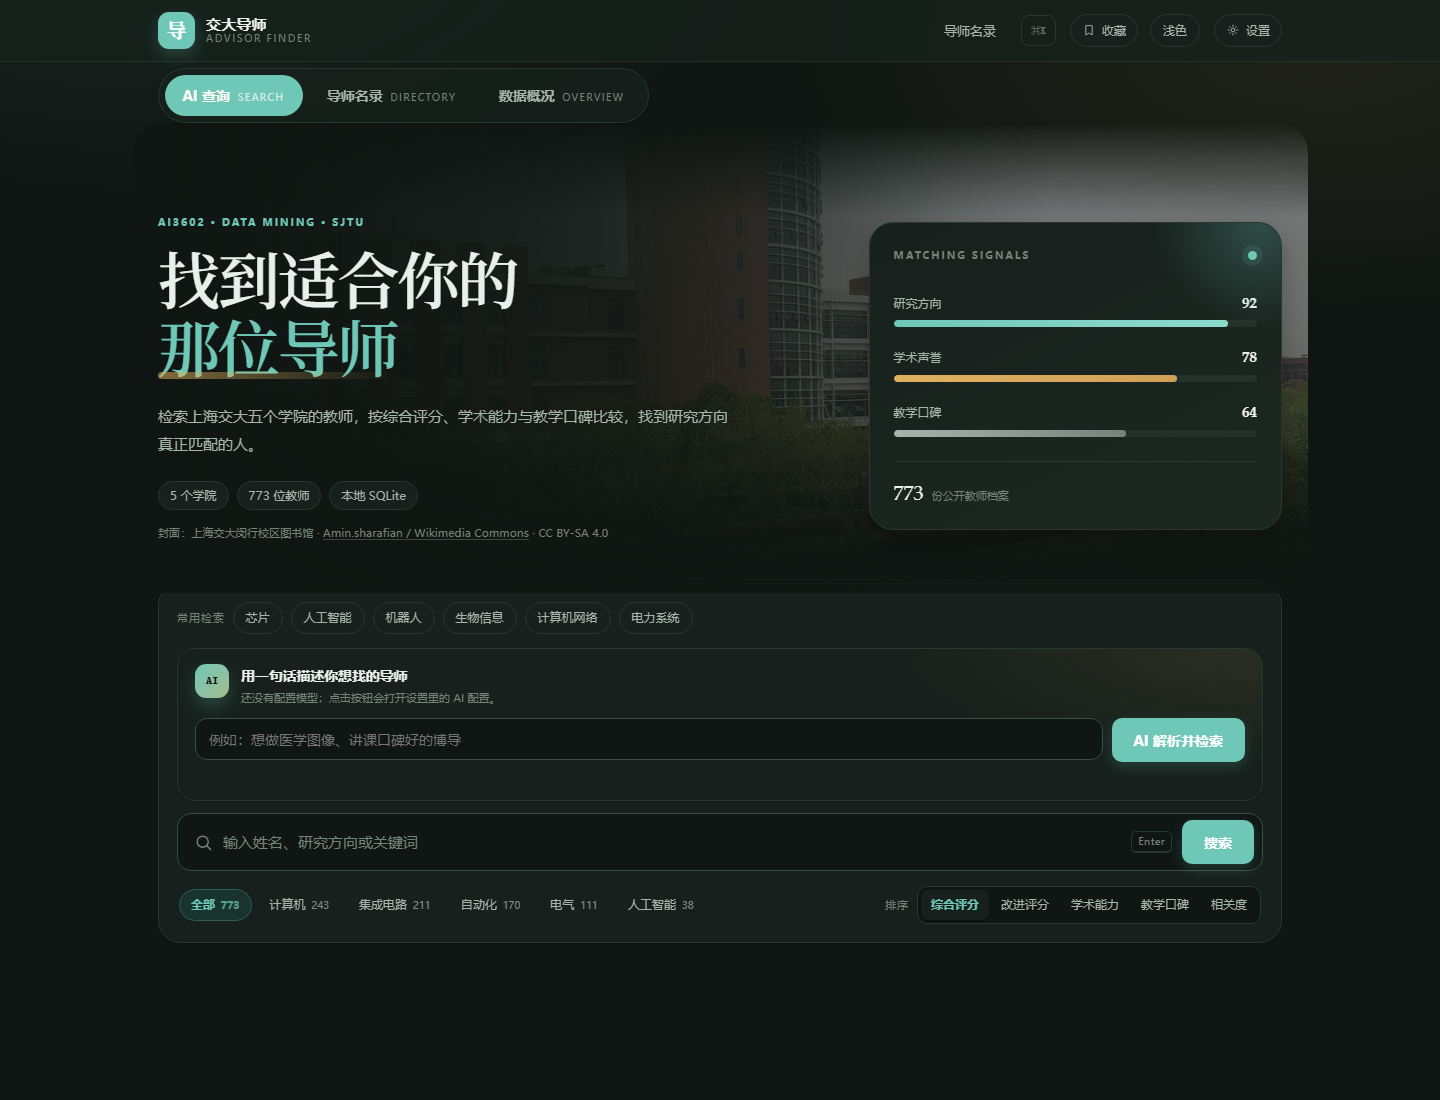 导
交大导师
ADVISOR FINDER
导师名录
收藏
浅色
设置
AI 查询 SEARCH
导师名录 DIRECTORY
数据概况 OVERVIEW
AI3602 • DATA MINING • SJTU
找到适合你的
那位导师
检索上海交大五个学院的教师，按综合评分、学术能力与教学口碑比较，找到研究方向
真正匹配的人。
5 个学院
773 位教师
本地 SQLite
封面：上海交大闵行校区图书馆 · Amin.sharafian / Wikimedia Commons · CC BY-SA 4.0
MATCHING SIGNALS
研究方向 92
学术声誉 78
教学口碑 64
773 份公开教师档案
常用检索
芯片
人工智能
机器人
生物信息
计算机网络
电力系统
AI
用一句话描述你想找的导师
还没有配置模型；点击按钮会打开设置里的 AI 配置。
例如：想做医学图像、讲课口碑好的博导
AI 解析并检索
输入姓名、研究方向或关键词
Enter
搜索
全部 773
计算机 243
集成电路 211
自动化 170
电气 111
人工智能 38
排序
综合评分
改进评分
学术能力
教学口碑
相关度